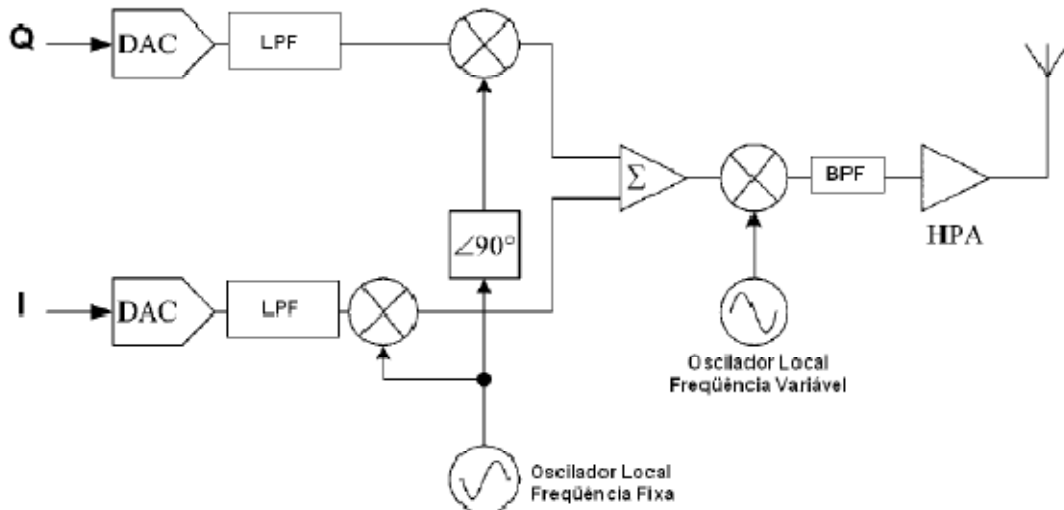 Q
DAC
LPF
Σ
BPF
HPA
∠90°
I
DAC
LPF
Oscilador Local
Freqüência Variável
Oscilador Local
Freqüência Fixa